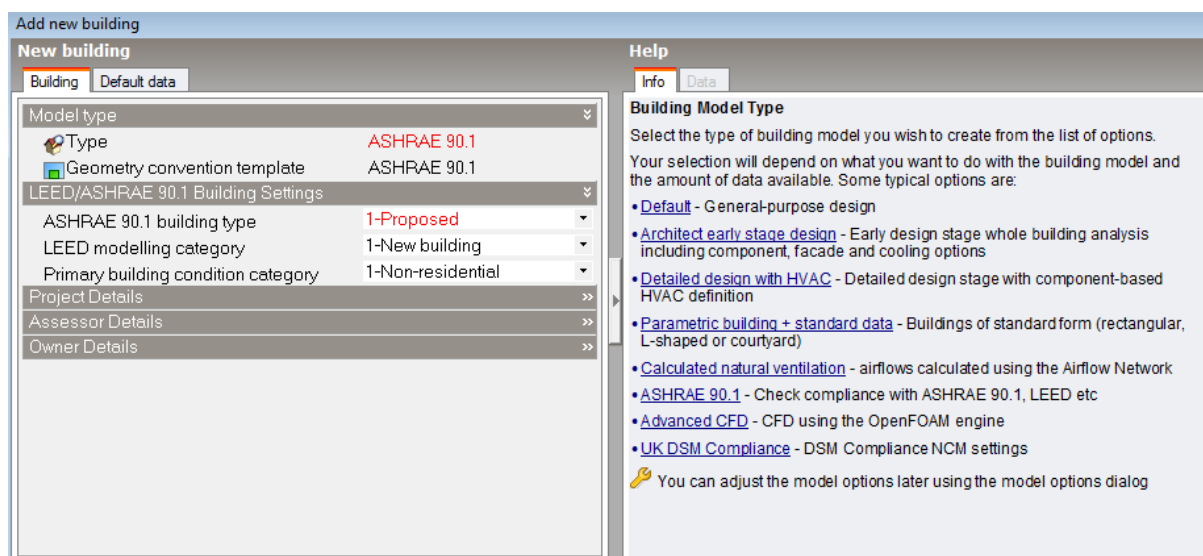 Add new building
New building
Building Default data
Model type
Type ASHRAE 90.1
Geometry convention template ASHRAE 90.1
LEED/ASHRAE 90.1 Building Settings
ASHRAE 90.1 building type 1-Proposed
LEED modelling category 1-New building
Primary building condition category 1-Non-residential
Project Details
Assessor Details
Owner Details
Help
Info Data
Building Model Type
Select the type of building model you wish to create from the list of options.
Your selection will depend on what you want to do with the building model and
the amount of data available. Some typical options are:
• Default - General-purpose design
• Architect early stage design - Early design stage whole building analysis
including component, facade and cooling options
• Detailed design with HVAC - Detailed design stage with component-based
HVAC definition
• Parametric building + standard data - Buildings of standard form (rectangular,
L-shaped or courtyard)
• Calculated natural ventilation - airflows calculated using the Airflow Network
• ASHRAE 90.1 - Check compliance with ASHRAE 90.1, LEED etc
• Advanced CFD - CFD using the OpenFOAM engine
• UK DSM Compliance - DSM Compliance NCM settings
You can adjust the model options later using the model options dialog